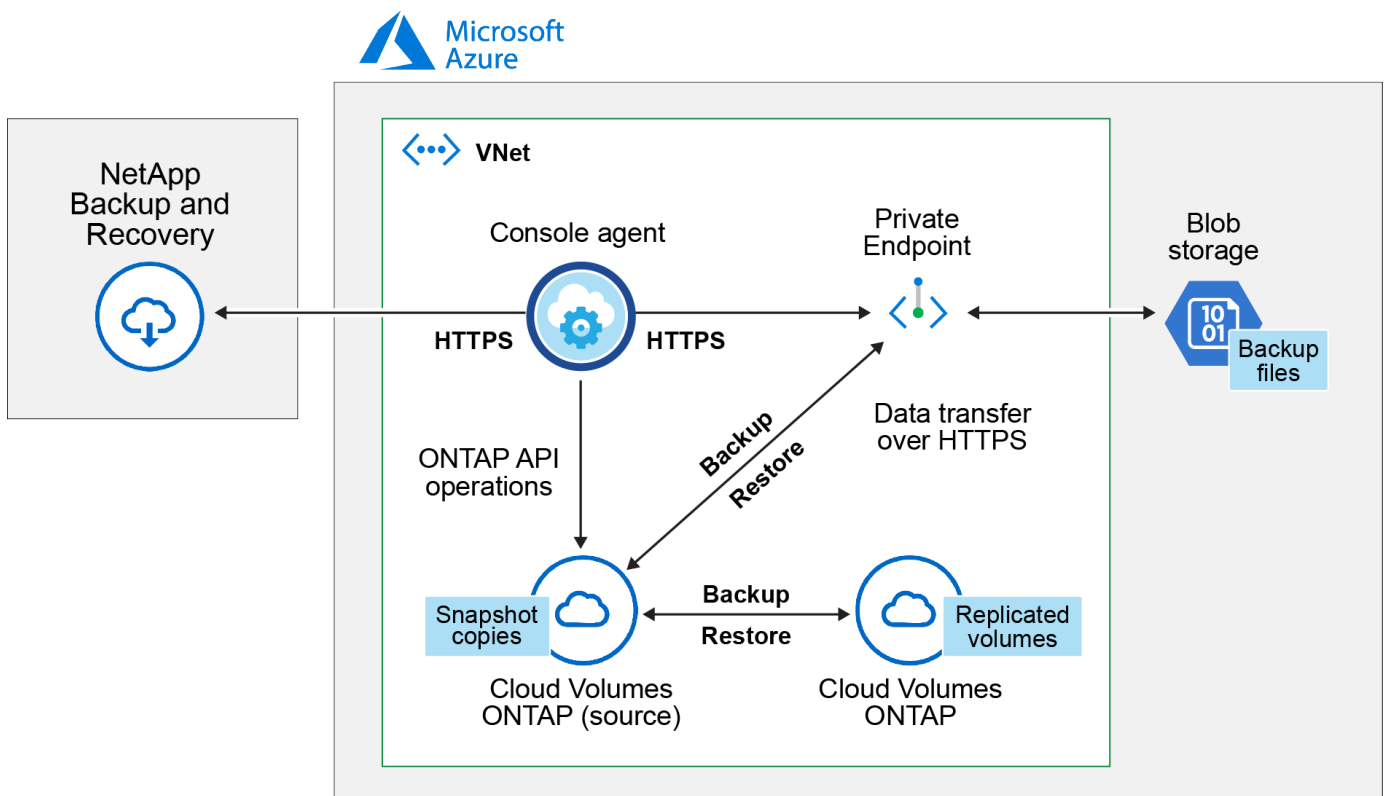 Microsoft
Azure
NetApp
Backup and
Recovery
VNet
Console agent
Private
Endpoint
Blob
storage
HTTPS
HTTPS
10
01
Backup
files
ONTAP API
operations
Backup
Restore
Data transfer
over HTTPS
Snapshot
copies
Backup
Restore
Replicated
volumes
Cloud Volumes
ONTAP (source)
Cloud Volumes
ONTAP